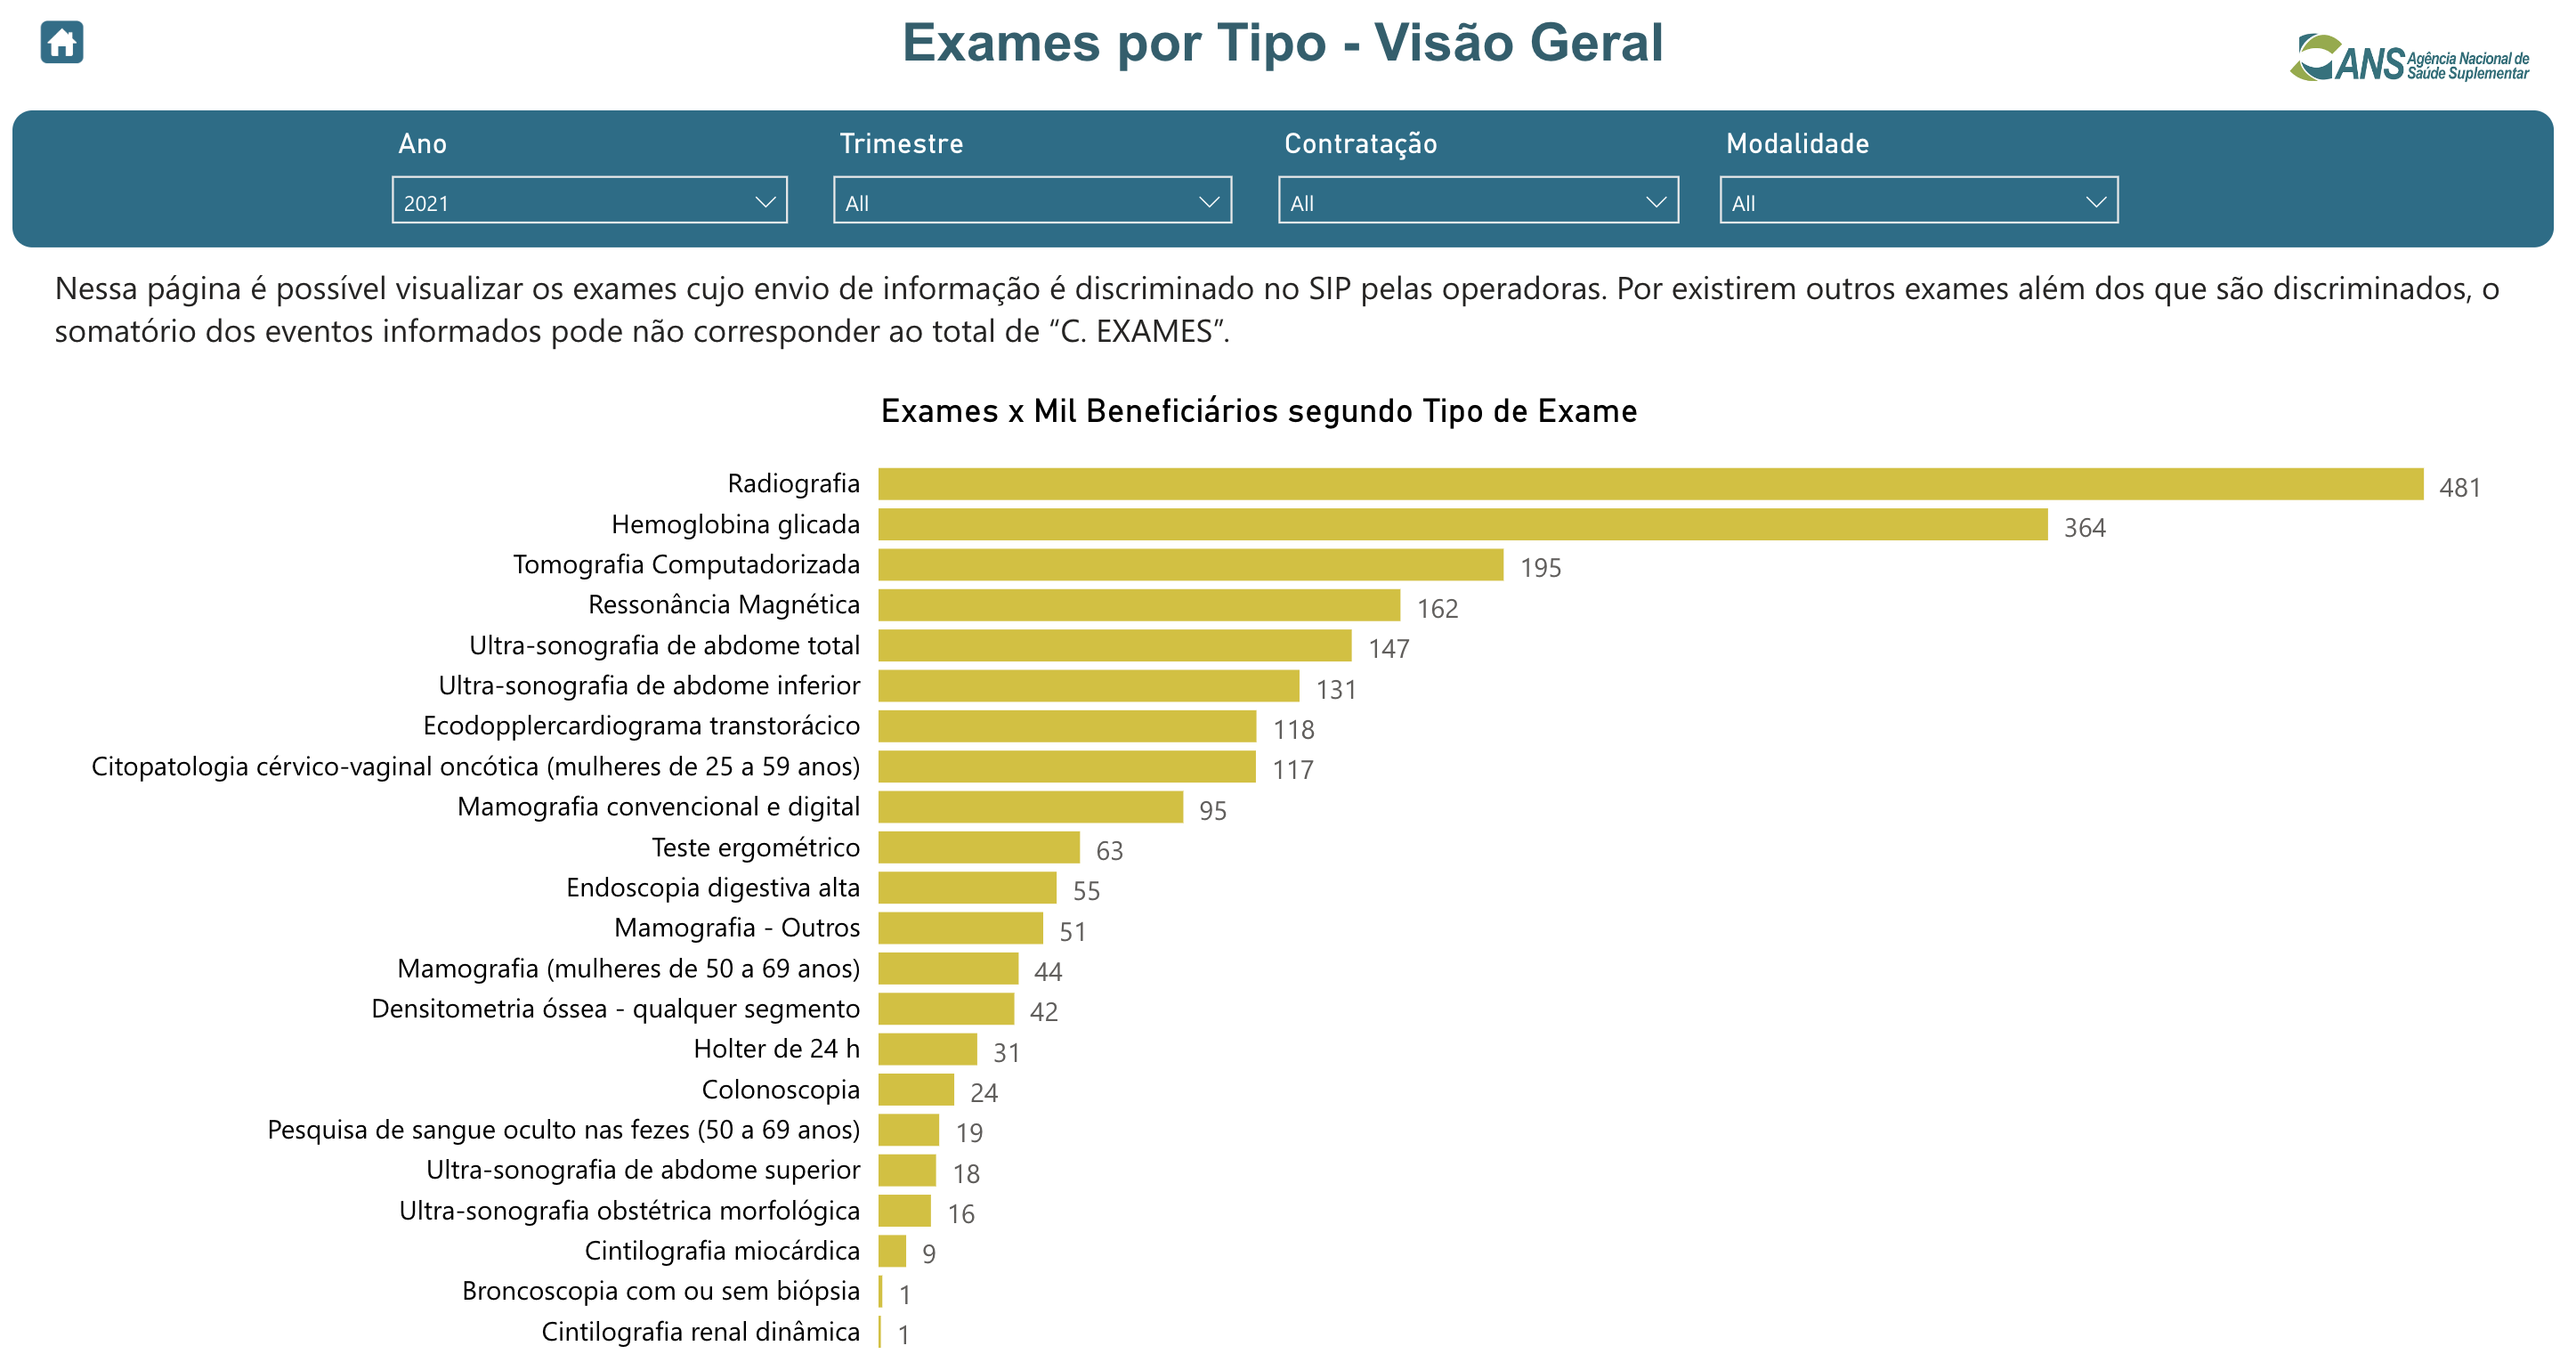 Exames por Tipo - Visão Geral
ANS Agência Nacional de
Saúde Suplementar
Ano
Trimestre
Contratação
Modalidade
2021
All
All
All
Nessa página é possível visualizar os exames cujo envio de informação é discriminado no SIP pelas operadoras. Por existirem outros exames além dos que são discriminados, o
somatório dos eventos informados pode não corresponder ao total de “C. EXAMES”.
Exames x Mil Beneficiários segundo Tipo de Exame
Radiografia 481
Hemoglobina glicada 364
Tomografia Computadorizada 195
Ressonância Magnética 162
Ultra-sonografia de abdome total 147
Ultra-sonografia de abdome inferior 131
Ecodopplercardiograma transtorácico 118
Citopatologia cérvico-vaginal oncótica (mulheres de 25 a 59 anos) 117
Mamografia convencional e digital 95
Teste ergométrico 63
Endoscopia digestiva alta 55
Mamografia - Outros 51
Mamografia (mulheres de 50 a 69 anos) 44
Densitometria óssea - qualquer segmento 42
Holter de 24 h 31
Colonoscopia 24
Pesquisa de sangue oculto nas fezes (50 a 69 anos) 19
Ultra-sonografia de abdome superior 18
Ultra-sonografia obstétrica morfológica 16
Cintilografia miocárdica 9
Broncoscopia com ou sem biópsia 1
Cintilografia renal dinâmica 1